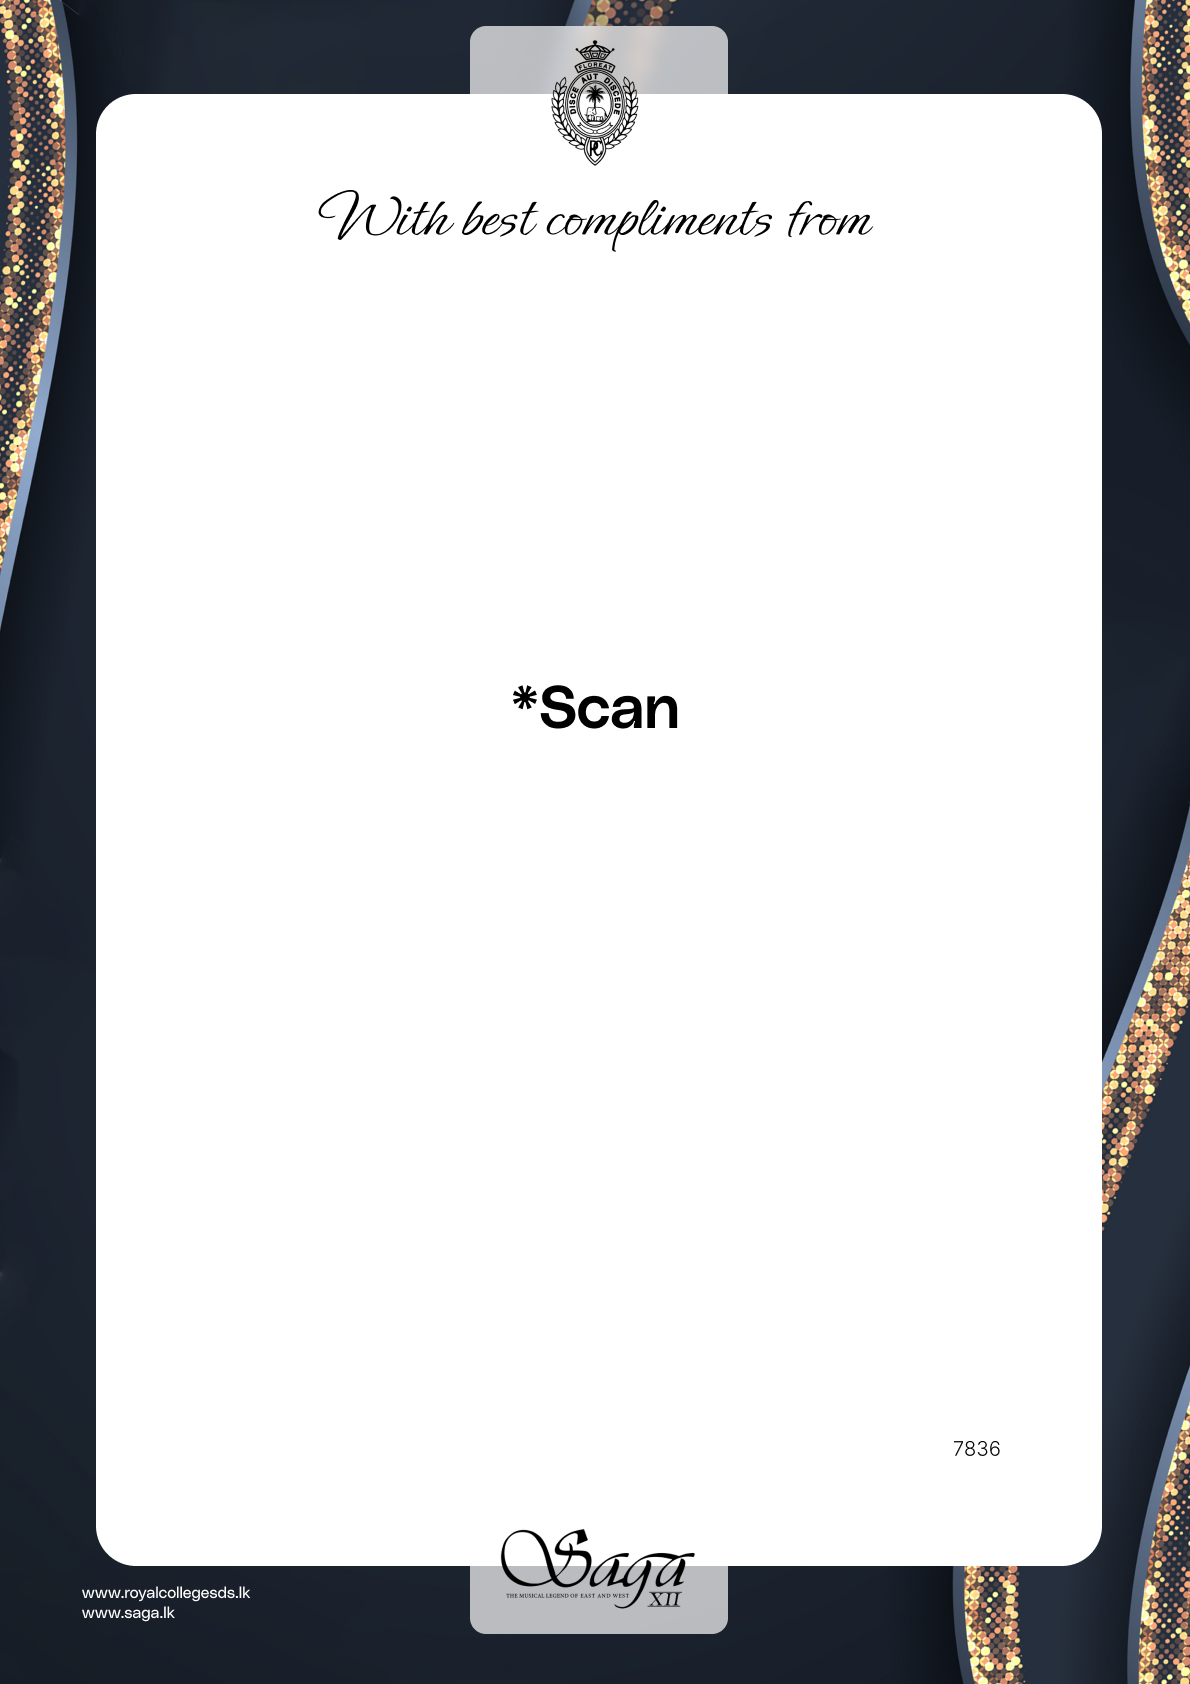 FLOREAT
DISCE AUT DISCEDE
RC
With best compliments from
*Scan
7836
Saga
THE MUSICAL LEGEND OF EAST AND WEST
XII
www.royalcollegesds.lk
www.saga.lk